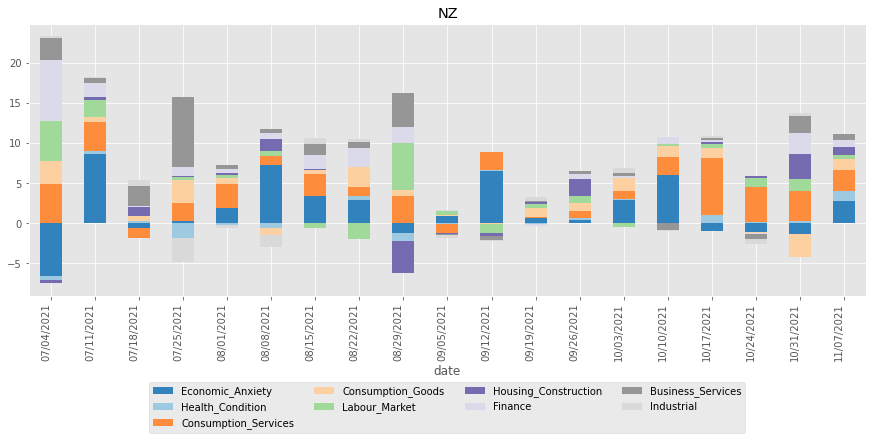 NZ
20
15
10
5
0
−5
07/04/2021
07/11/2021
07/18/2021
07/25/2021
08/01/2021
08/08/2021
08/15/2021
08/22/2021
08/29/2021
09/05/2021
09/12/2021
09/19/2021
09/26/2021
10/03/2021
10/10/2021
10/17/2021
10/24/2021
10/31/2021
11/07/2021
date
Economic_Anxiety
Health_Condition
Consumption_Services
Consumption_Goods
Labour_Market
Housing_Construction
Finance
Business_Services
Industrial